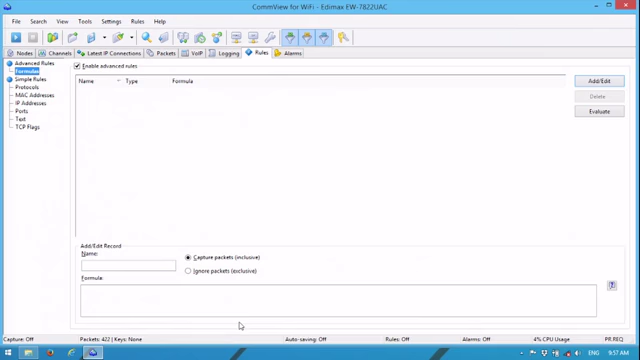 CommView for WiFi - Edimax EW-7822UAC
File Search View Tools Settings Rules Help
Nodes Channels Latest IP Connections Packets VoIP Logging Rules Alarms
Advanced Rules
Formulas
Simple Rules
Protocols
MAC Addresses
IP Addresses
Ports
Text
TCP Flags
Enable advanced rules
Name Type Formula
Add/Edit
Delete
Evaluate
Add/Edit Record
Name:
Capture packets (inclusive)
Ignore packets (exclusive)
Formula:
Capture: Off Packets: 422 | Keys: None Auto-saving: Off Rules: Off Alarms: Off 4% CPU Usage PR REQ
ENG 9:57 AM